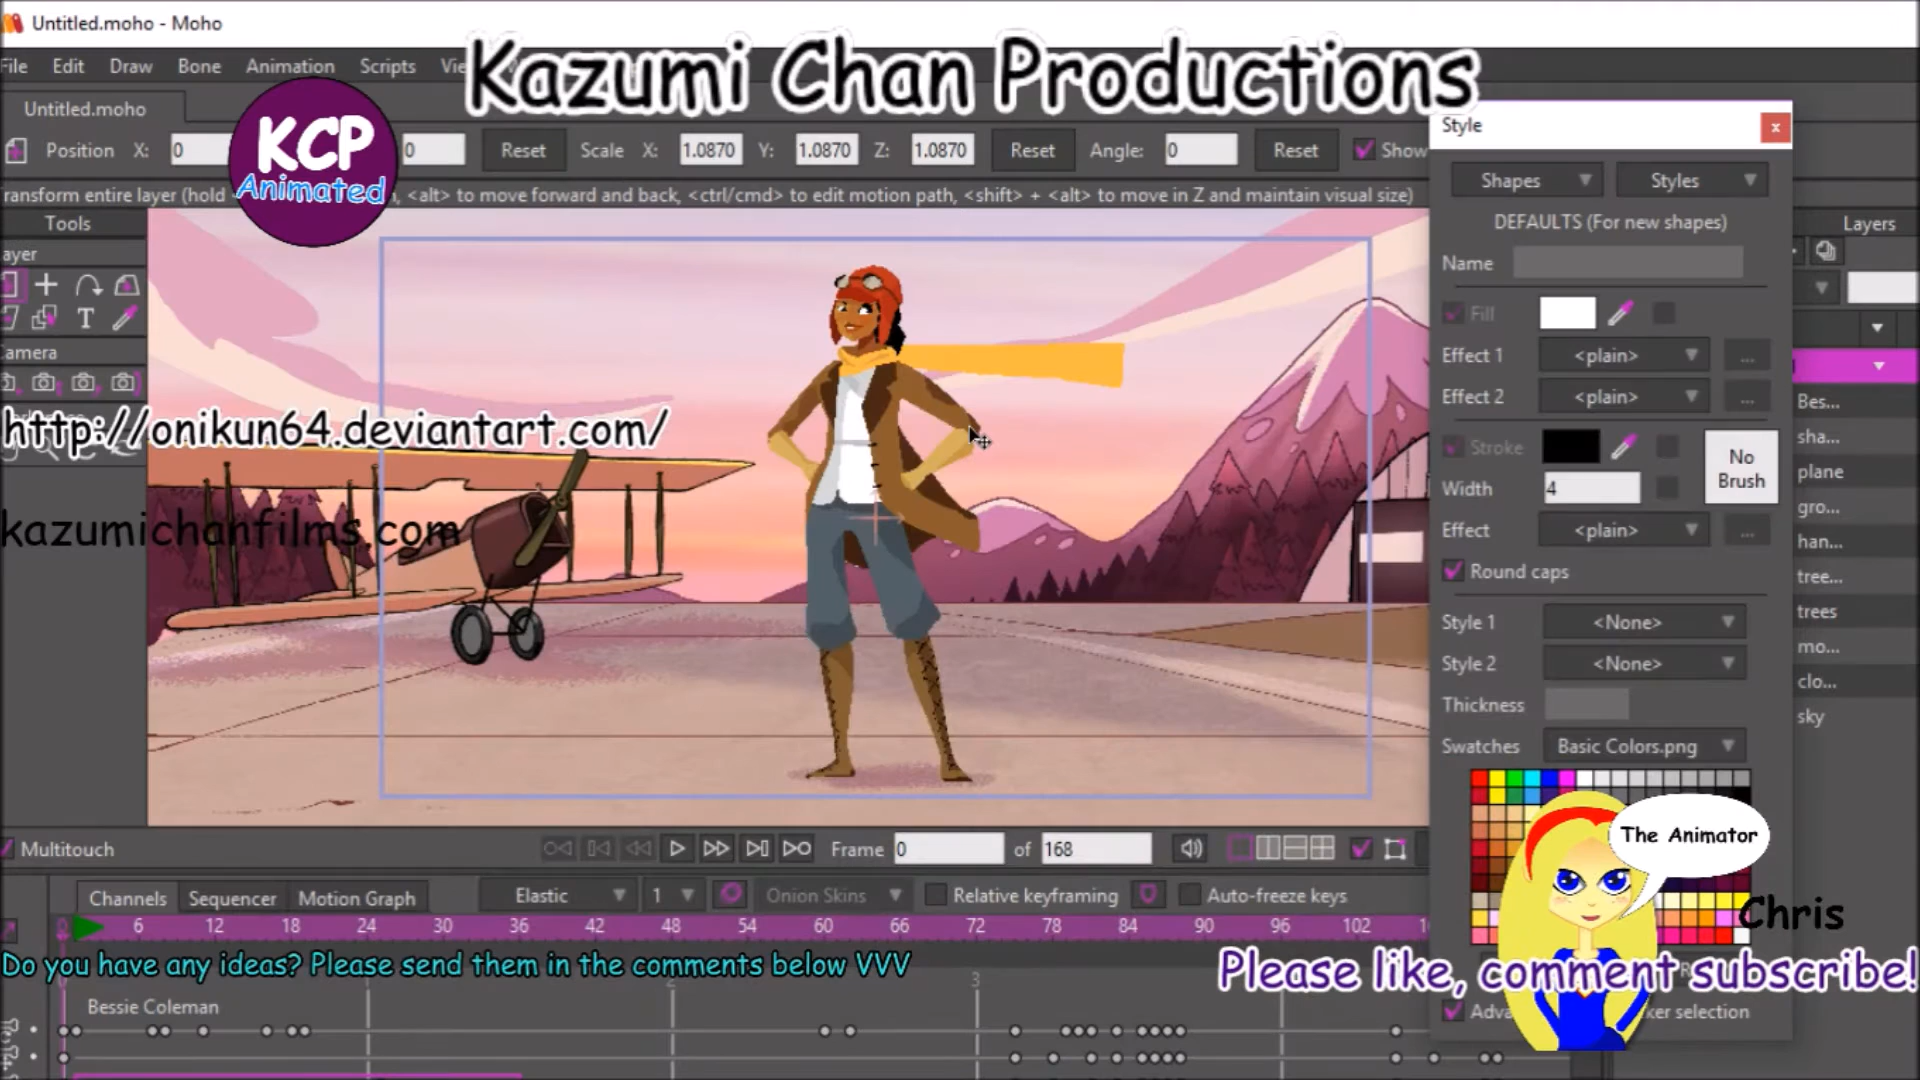 Untitled.moho - Moho
Kazumi Chan Productions
File Edit Draw Bone Animation Scripts
Untitled.moho
KCP
Animated
Position X: 0 0 Reset Scale X: 1.0870 Y: 1.0870 Z: 1.0870 Reset Angle: 0 Reset Show
Transform entire layer (hold <alt> to move forward and back, <ctrl/cmd> to edit motion path, <shift> + <alt> to move in Z and maintain visual size)
Tools
Layer
T
Camera
http://onikun64.deviantart.com/
kazumichanfilms.com
Style
x
Shapes Styles
DEFAULTS (For new shapes)
Name
Fill
Effect 1 <plain> ...
Effect 2 <plain> ...
Stroke
No Brush
Width 4
Effect <plain> ...
Round caps
Style 1 <None>
Style 2 <None>
Thickness
Swatches Basic Colors.png
Layers
Bes...
sha...
plane
gro...
han...
tree...
trees
mo...
clo...
sky
The Animator
Chris
Multitouch
Frame 0 of 168
Channels Sequencer Motion Graph Elastic 1 Onion Skins Relative keyframing Auto-freeze keys
0 6 12 18 24 30 36 42 48 54 60 66 72 78 84 90 96 102
Do you have any ideas? Please send them in the comments below VVV
Please like, comment subscribe!
1 2 3
Bessie Coleman
selection